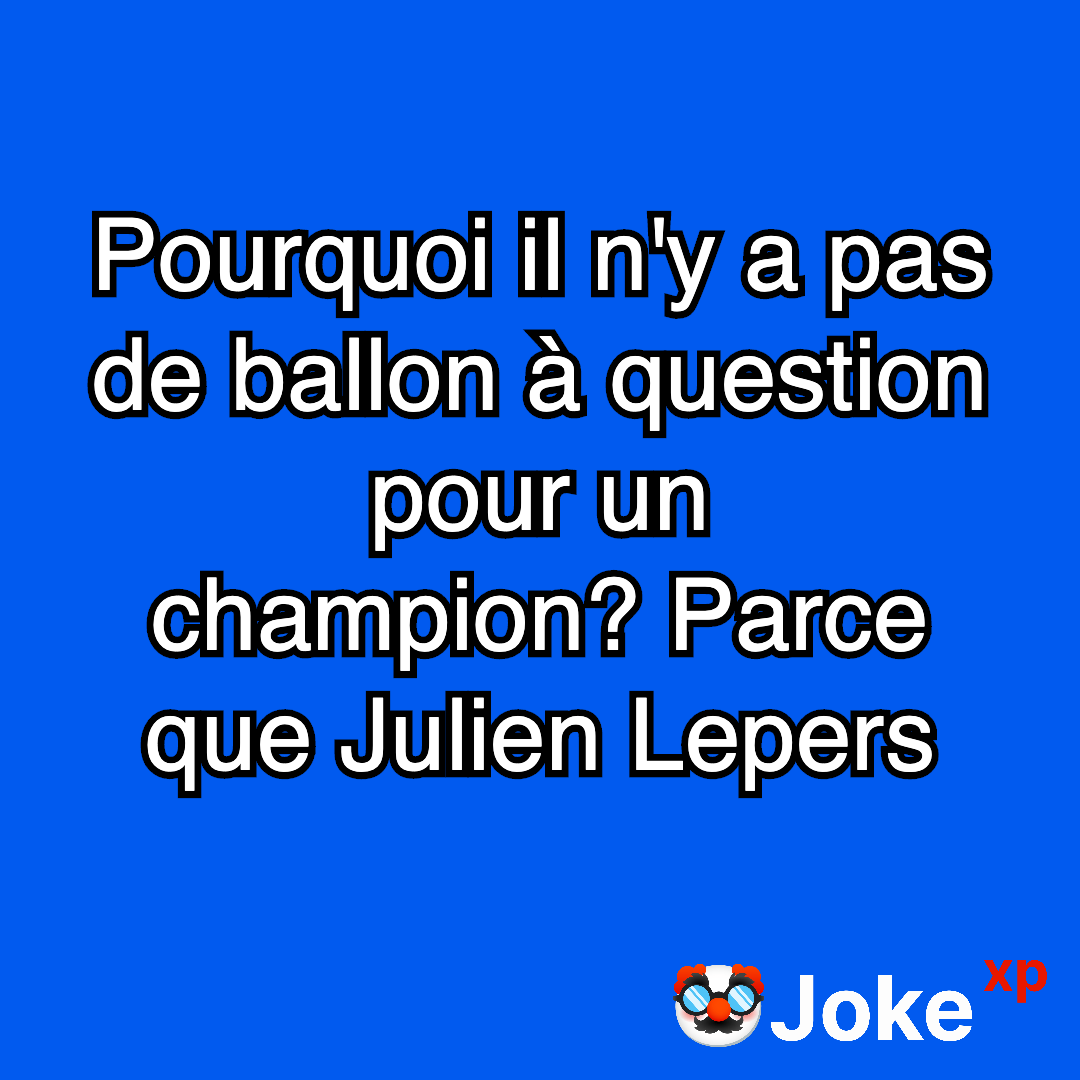 Pourquoi il n'y a pas
de ballon à question
pour un
champion? Parce
que Julien Lepers
Joke xp